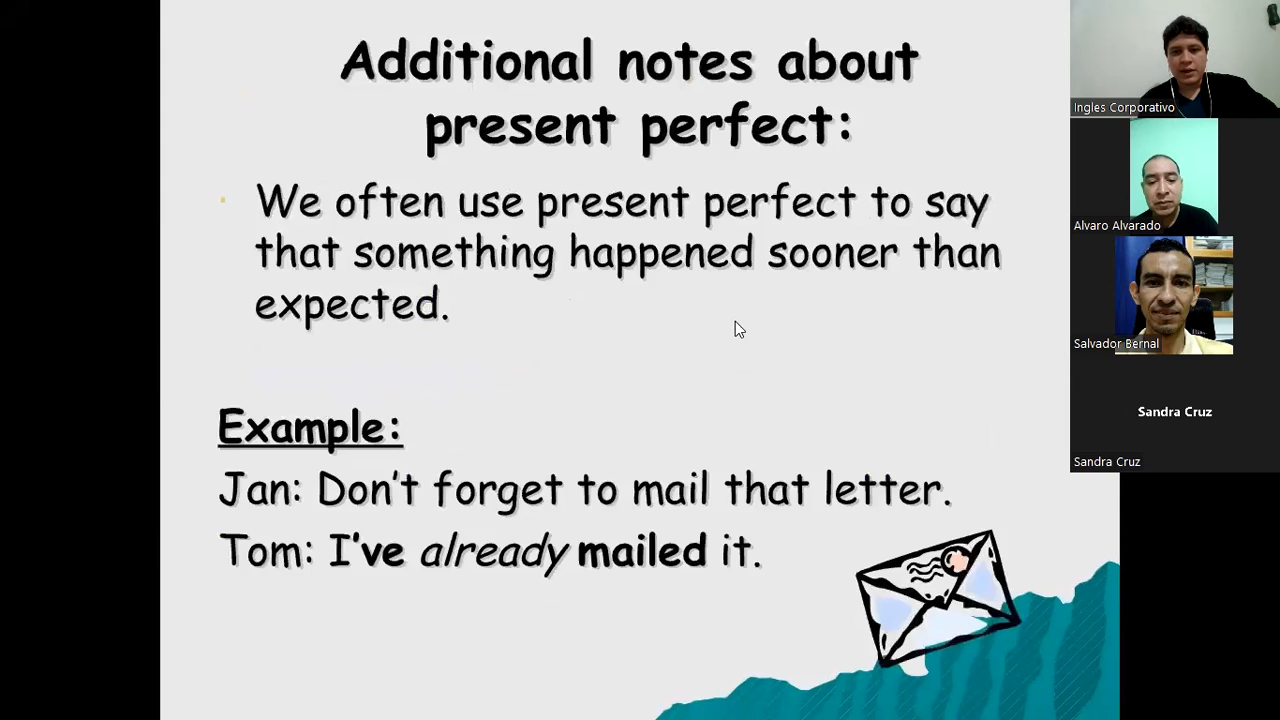 Additional notes about
present perfect:
We often use present perfect to say
that something happened sooner than
expected.
Example:
Jan: Don't forget to mail that letter.
Tom: I've already mailed it.
Ingles Corporativo
Alvaro Alvarado
Salvador Bernal
Sandra Cruz
Sandra Cruz